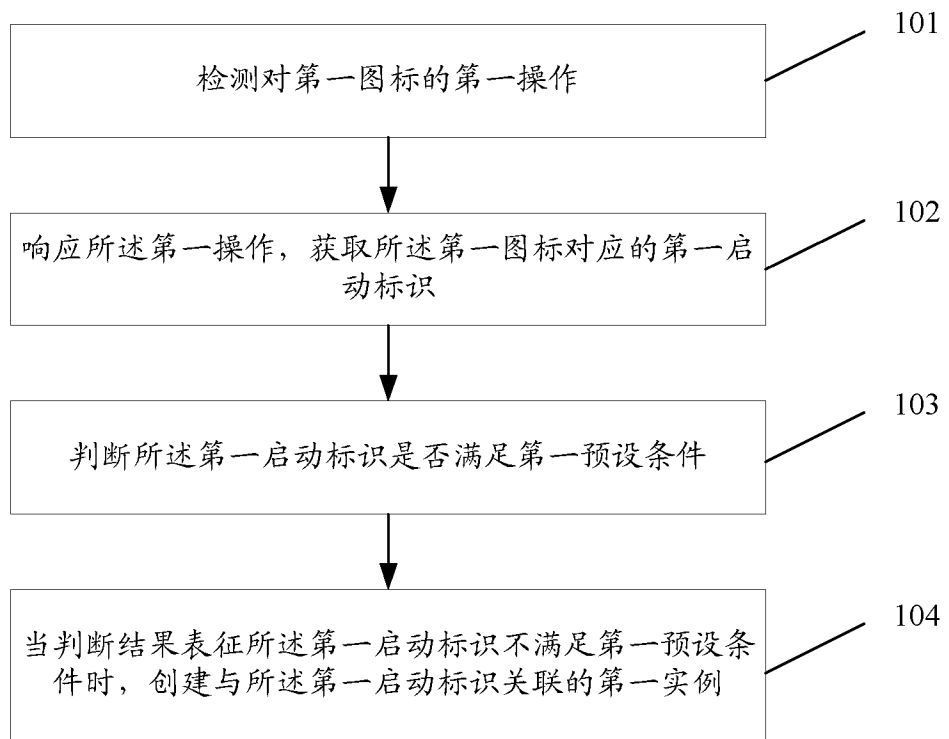 101
检测对第一图标的第一操作
102
响应所述第一操作，获取所述第一图标对应的第一启
动标识
103
判断所述第一启动标识是否满足第一预设条件
104
当判断结果表征所述第一启动标识不满足第一预设条
件时，创建与所述第一启动标识关联的第一实例